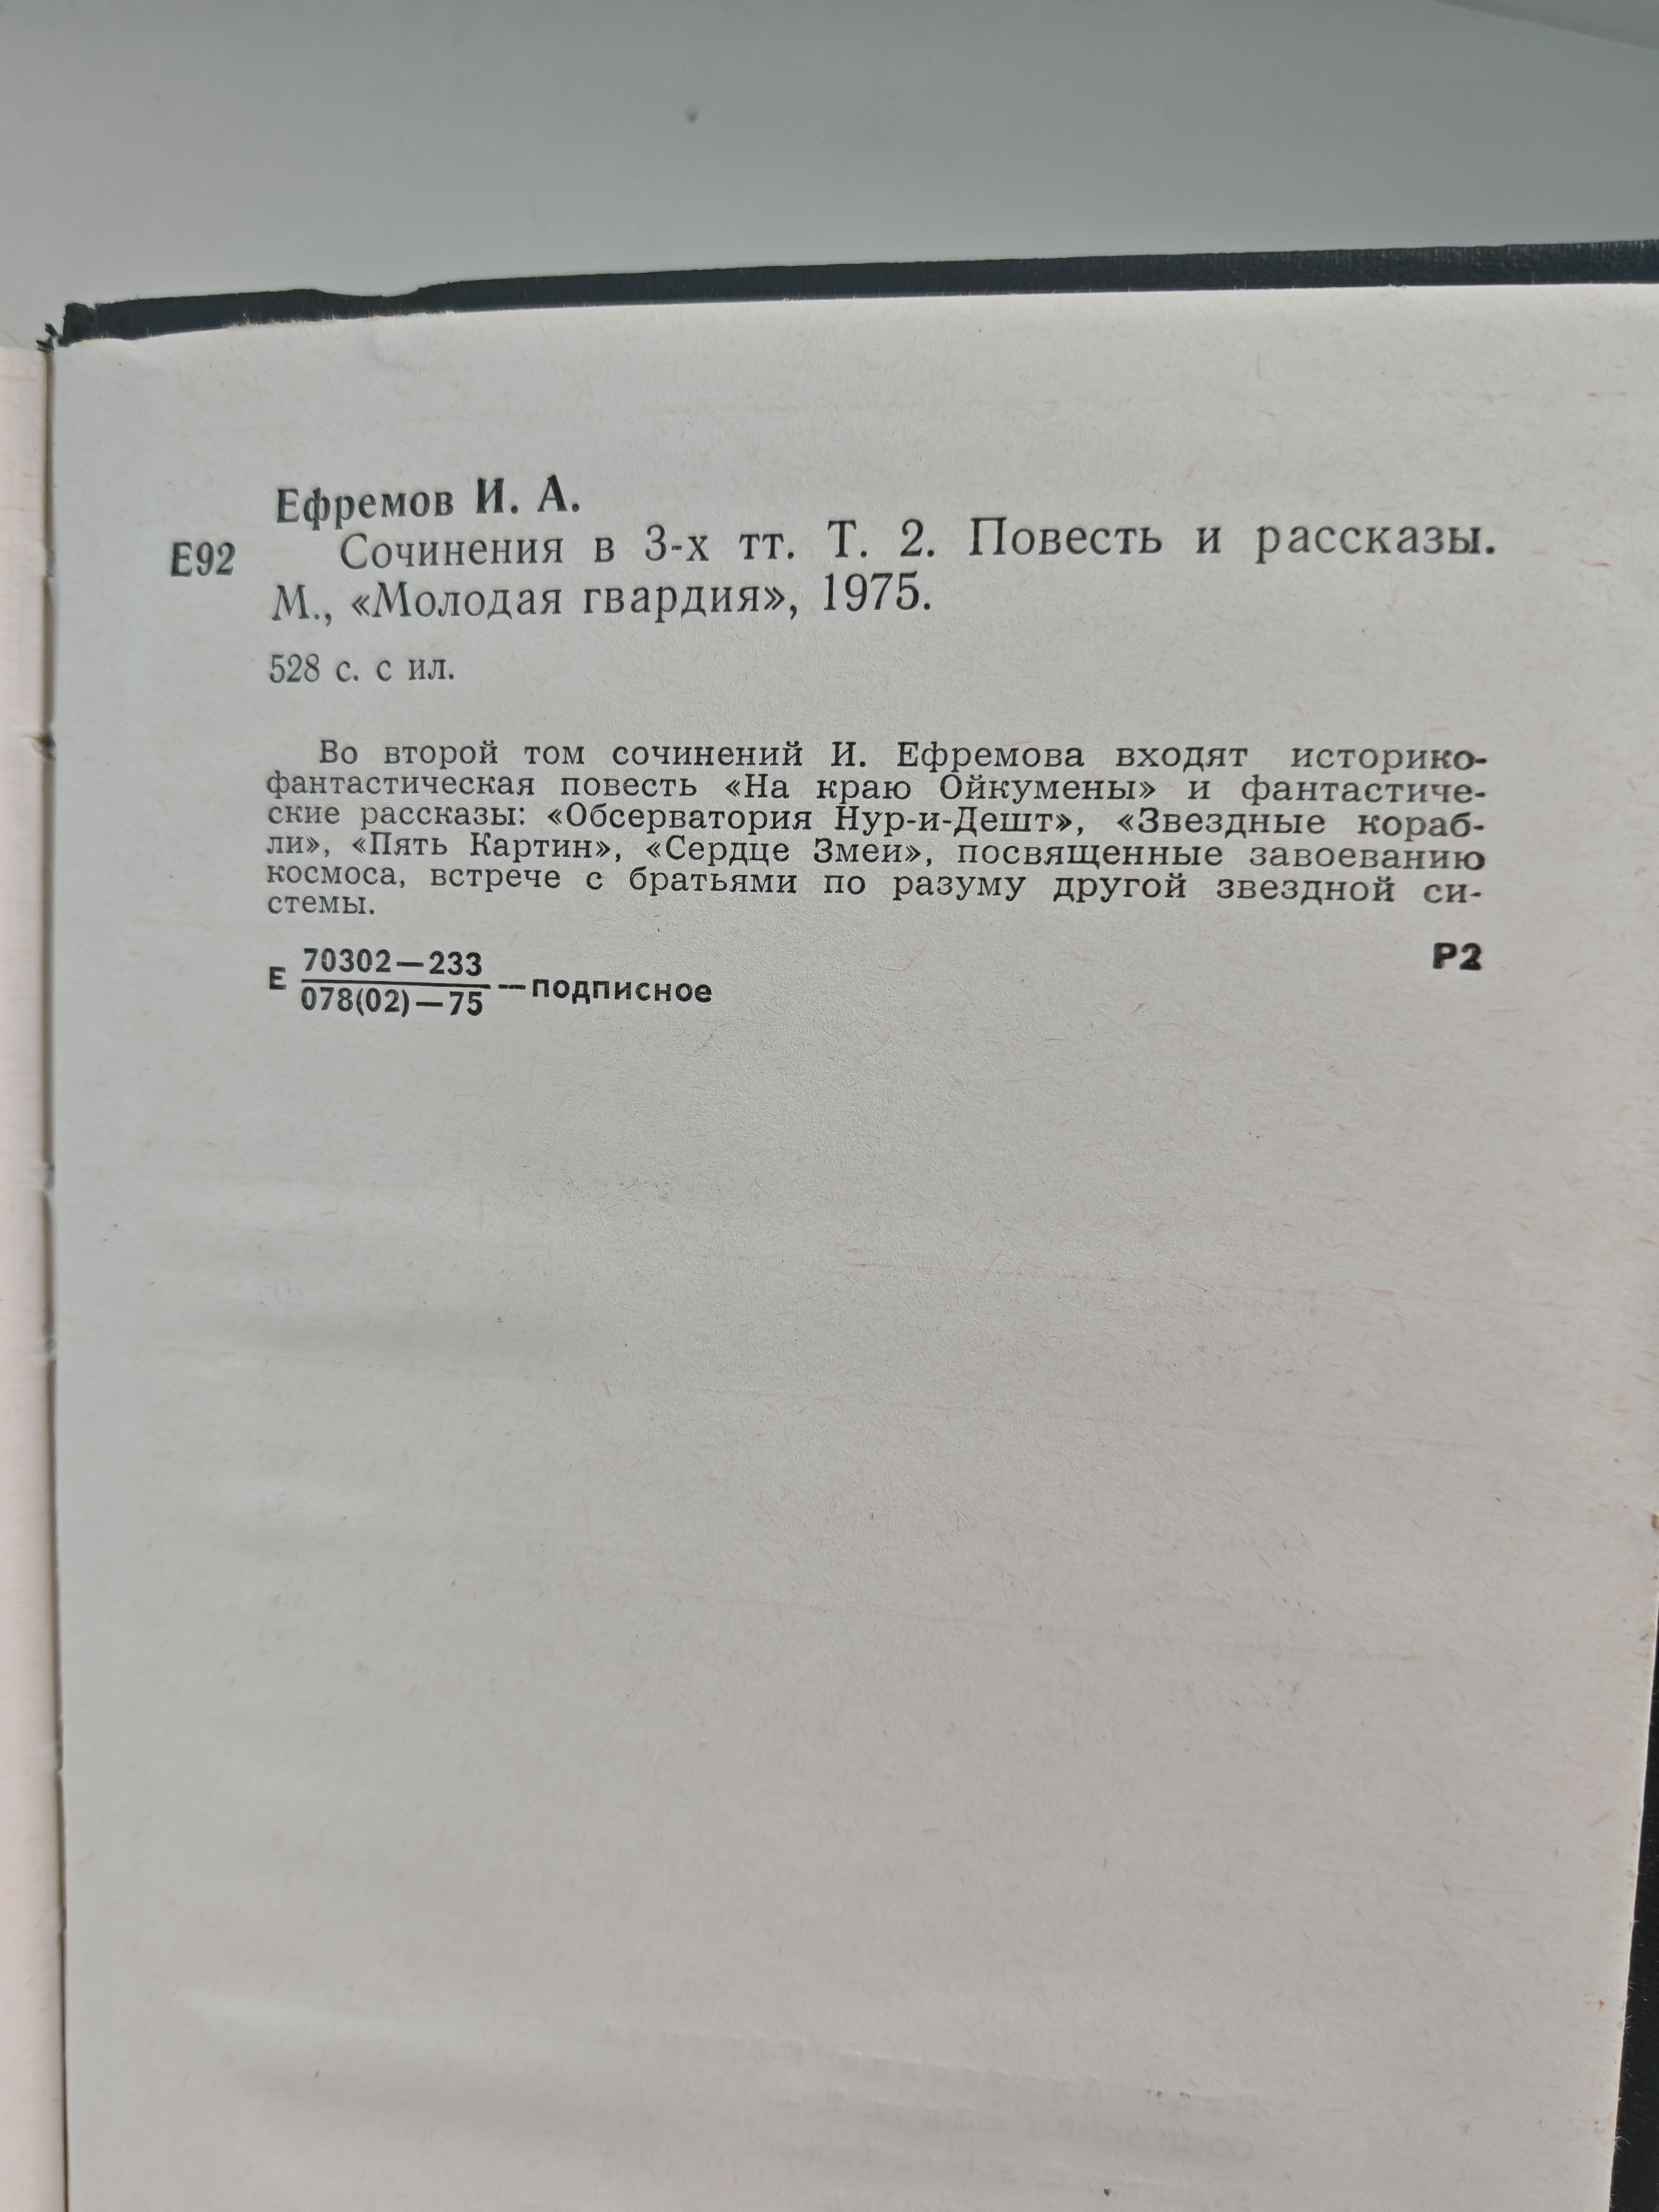 Ефремов И. А.
Е92 Сочинения в 3-х тт. Т. 2. Повесть и рассказы.
М., «Молодая гвардия», 1975.
528 с. с ил.
Во второй том сочинений И. Ефремова входят историко-
фантастическая повесть «На краю Ойкумены» и фантастиче-
ские рассказы: «Обсерватория Нур-и-Дешт», «Звездные кораб-
ли», «Пять Картин», «Сердце Змеи», посвященные завоеванию
космоса, встрече с братьями по разуму другой звездной си-
стемы.
Е 70302—233
078(02)—75 —подписное
Р2